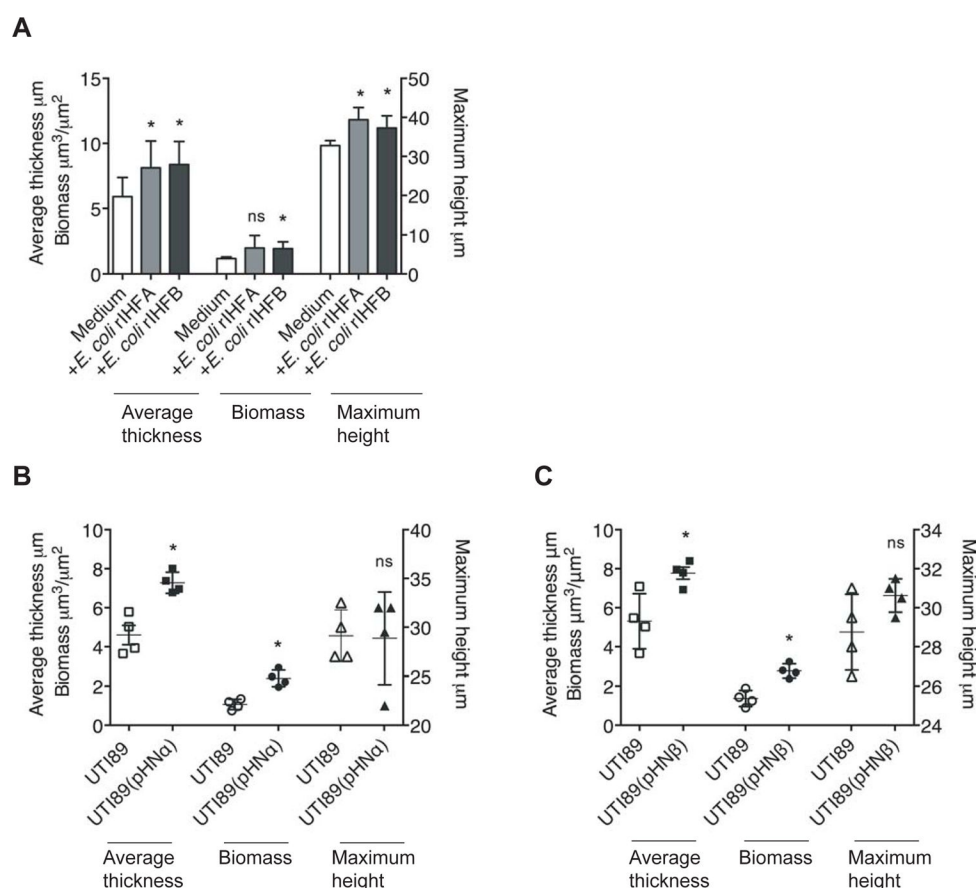 A
Average thickness μm
Biomass μm³/μm²
15
10
5
0
* *
ns *
* *
50
40
30
20
10
0
Maximum height μm
Medium
+E. coli rIHFA
+E. coli rIHFB
Medium
+E. coli rIHFA
+E. coli rIHFB
Medium
+E. coli rIHFA
+E. coli rIHFB
Average
thickness
Biomass
Maximum
height
B
Average thickness μm
Biomass μm³/μm²
10
8
6
4
2
0
*
*
ns
40
35
30
25
20
Maximum height μm
UTI89
UTI89(pHNα)
UTI89
UTI89(pHNα)
UTI89
UTI89(pHNα)
Average
thickness
Biomass
Maximum
height
C
Average thickness μm
Biomass μm³/μm²
10
8
6
4
2
0
*
*
ns
34
32
30
28
26
24
Maximum height μm
UTI89
UTI89(pHNβ)
UTI89
UTI89(pHNβ)
UTI89
UTI89(pHNβ)
Average
thickness
Biomass
Maximum
height